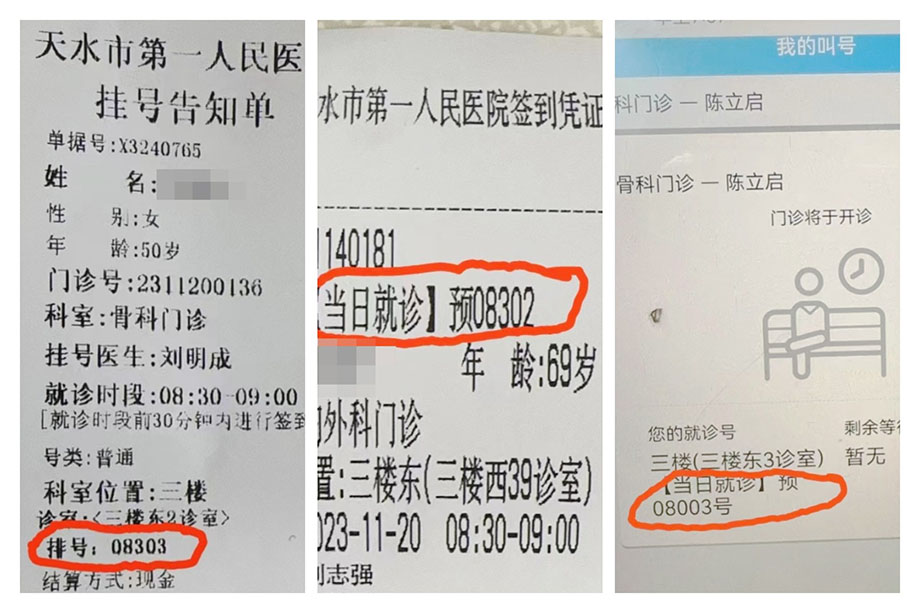 天水市第一人民医
挂号告知单
单据号:X3240765
姓 名:
性 别:女
年 龄:50岁
门诊号:2311200136
科室:骨科门诊
挂号医生:刘明成
就诊时段:08:30-09:00
[就诊时段前30分钟内进行签到
号类:普通
科室位置:三楼
诊室:<三楼东2诊室>
排号: 08303
结算方式:现金
水市第一人民医院签到凭证
1140181
【当日就诊】预08302
年 龄:69岁
外科门诊
置:三楼东(三楼西39诊室)
023-11-20 08:30-09:00
志强
我的叫号
科门诊 — 陈立启
骨科门诊 — 陈立启
门诊将于开诊
您的就诊号
剩余等
三楼(三楼东3诊室)
暂无
【当日就诊】预
08003号